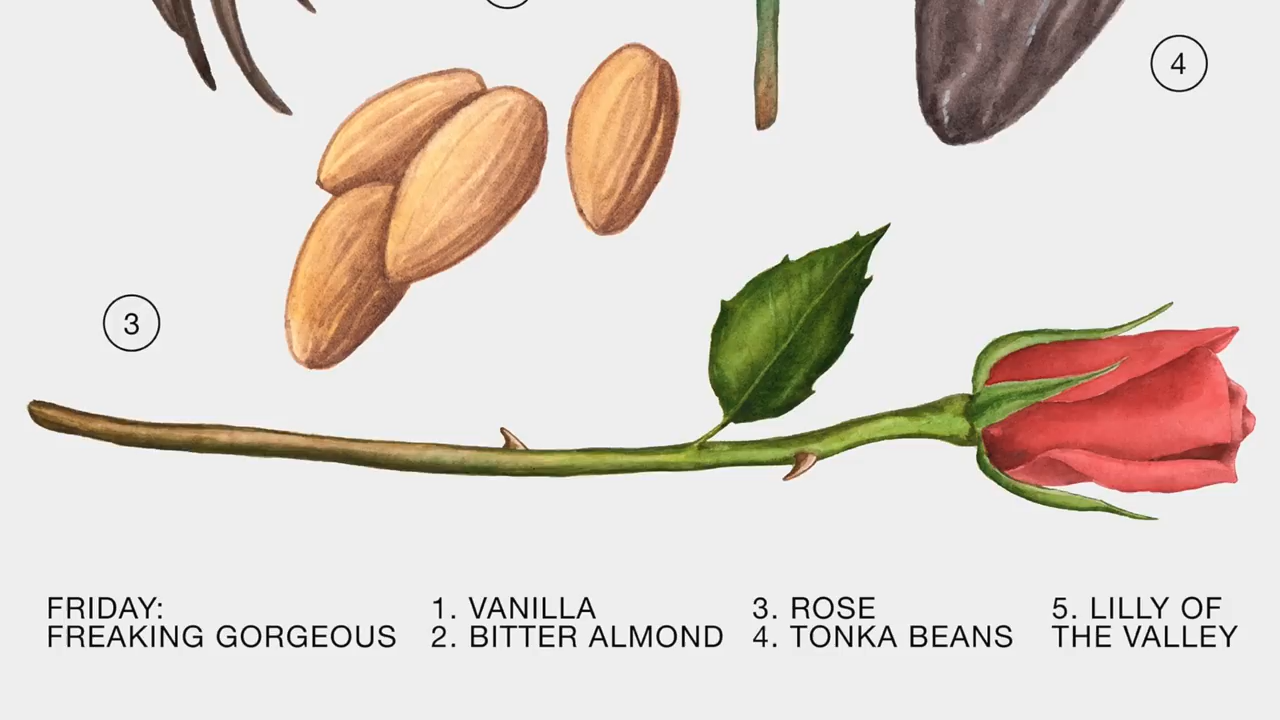 4
3
FRIDAY:
FREAKING GORGEOUS
1. VANILLA
2. BITTER ALMOND
3. ROSE
4. TONKA BEANS
5. LILLY OF
THE VALLEY